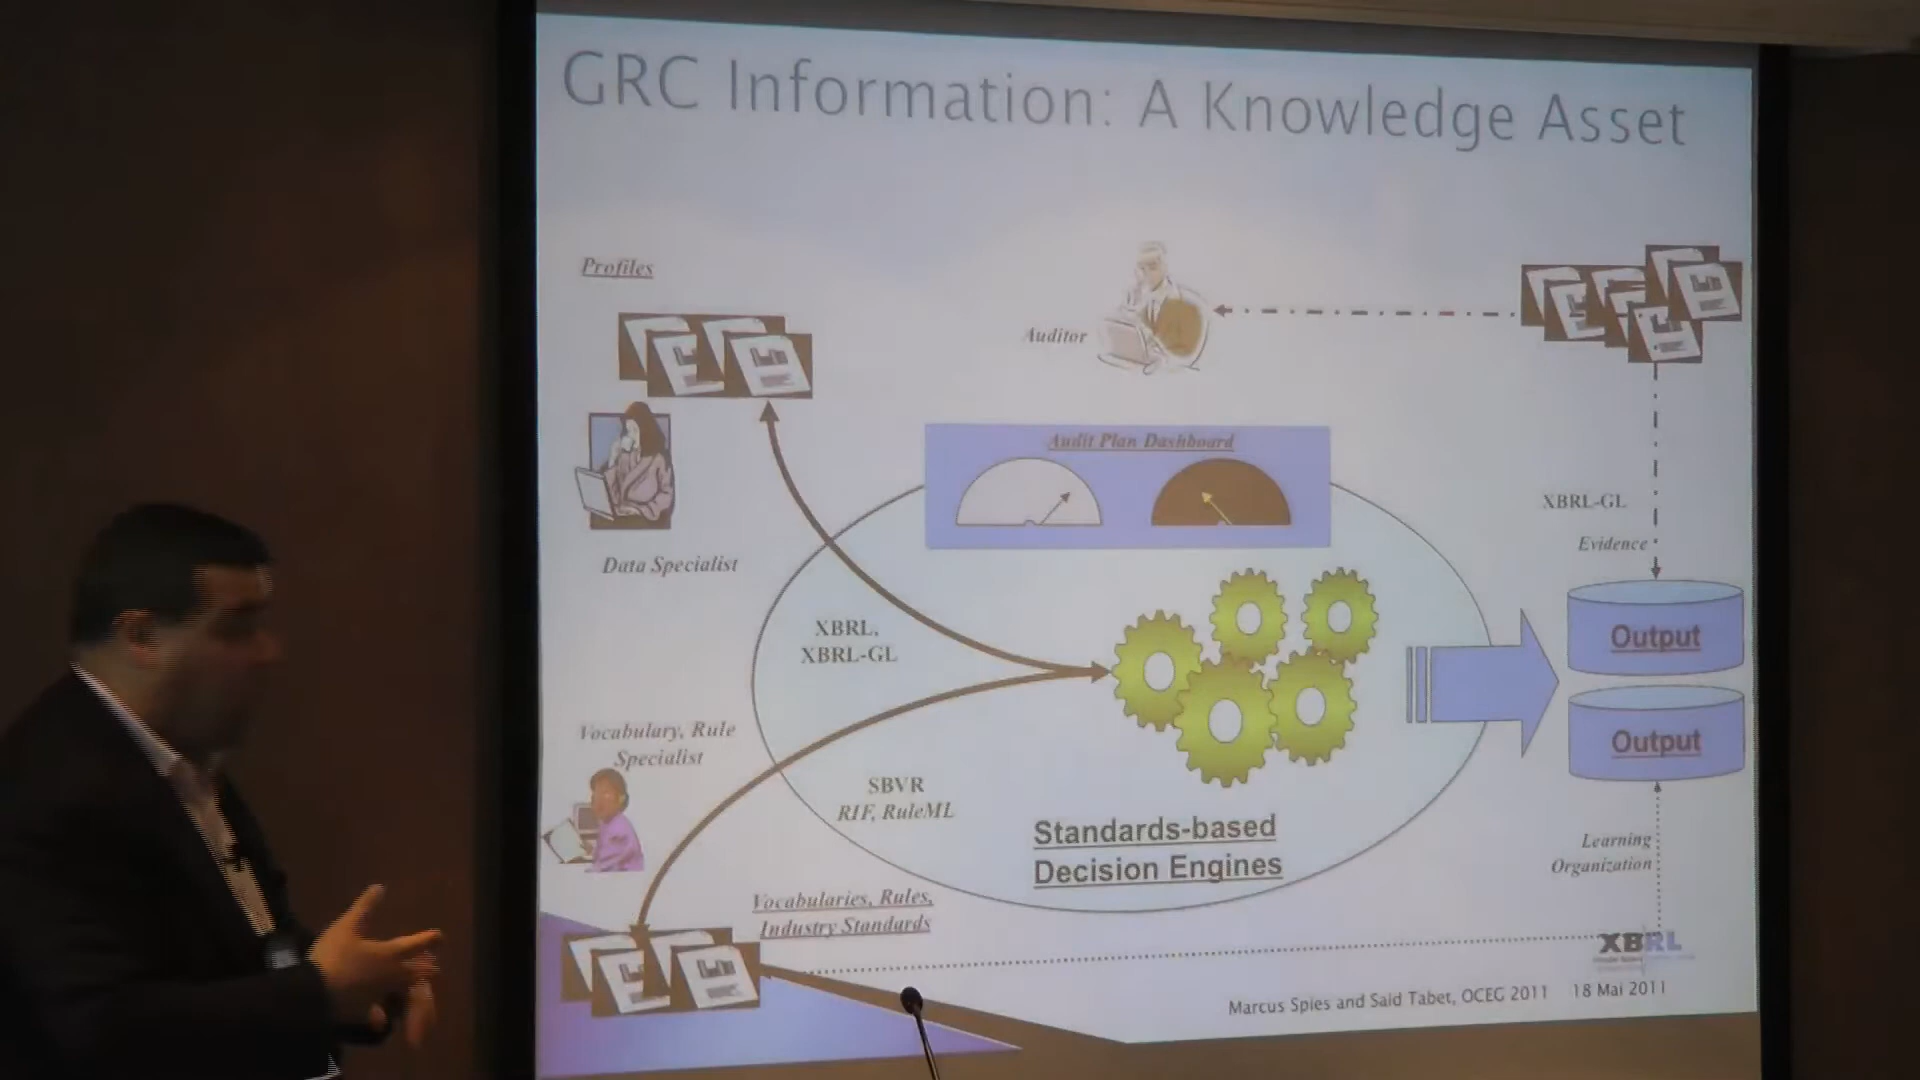 GRC Information: A Knowledge Asset
Profiles
Auditor
Audit Plan Dashboard
XBRL-GL
Evidence
Data Specialist
XBRL,
XBRL-GL
Output
Vocabulary, Rule
Specialist
Output
SBVR
RIF, RuleML
Standards-based
Decision Engines
Learning
Organization
Vocabularies, Rules,
Industry Standards
XBRL
Marcus Spies and Said Tabet, OCEG 2011 18 Mai 2011